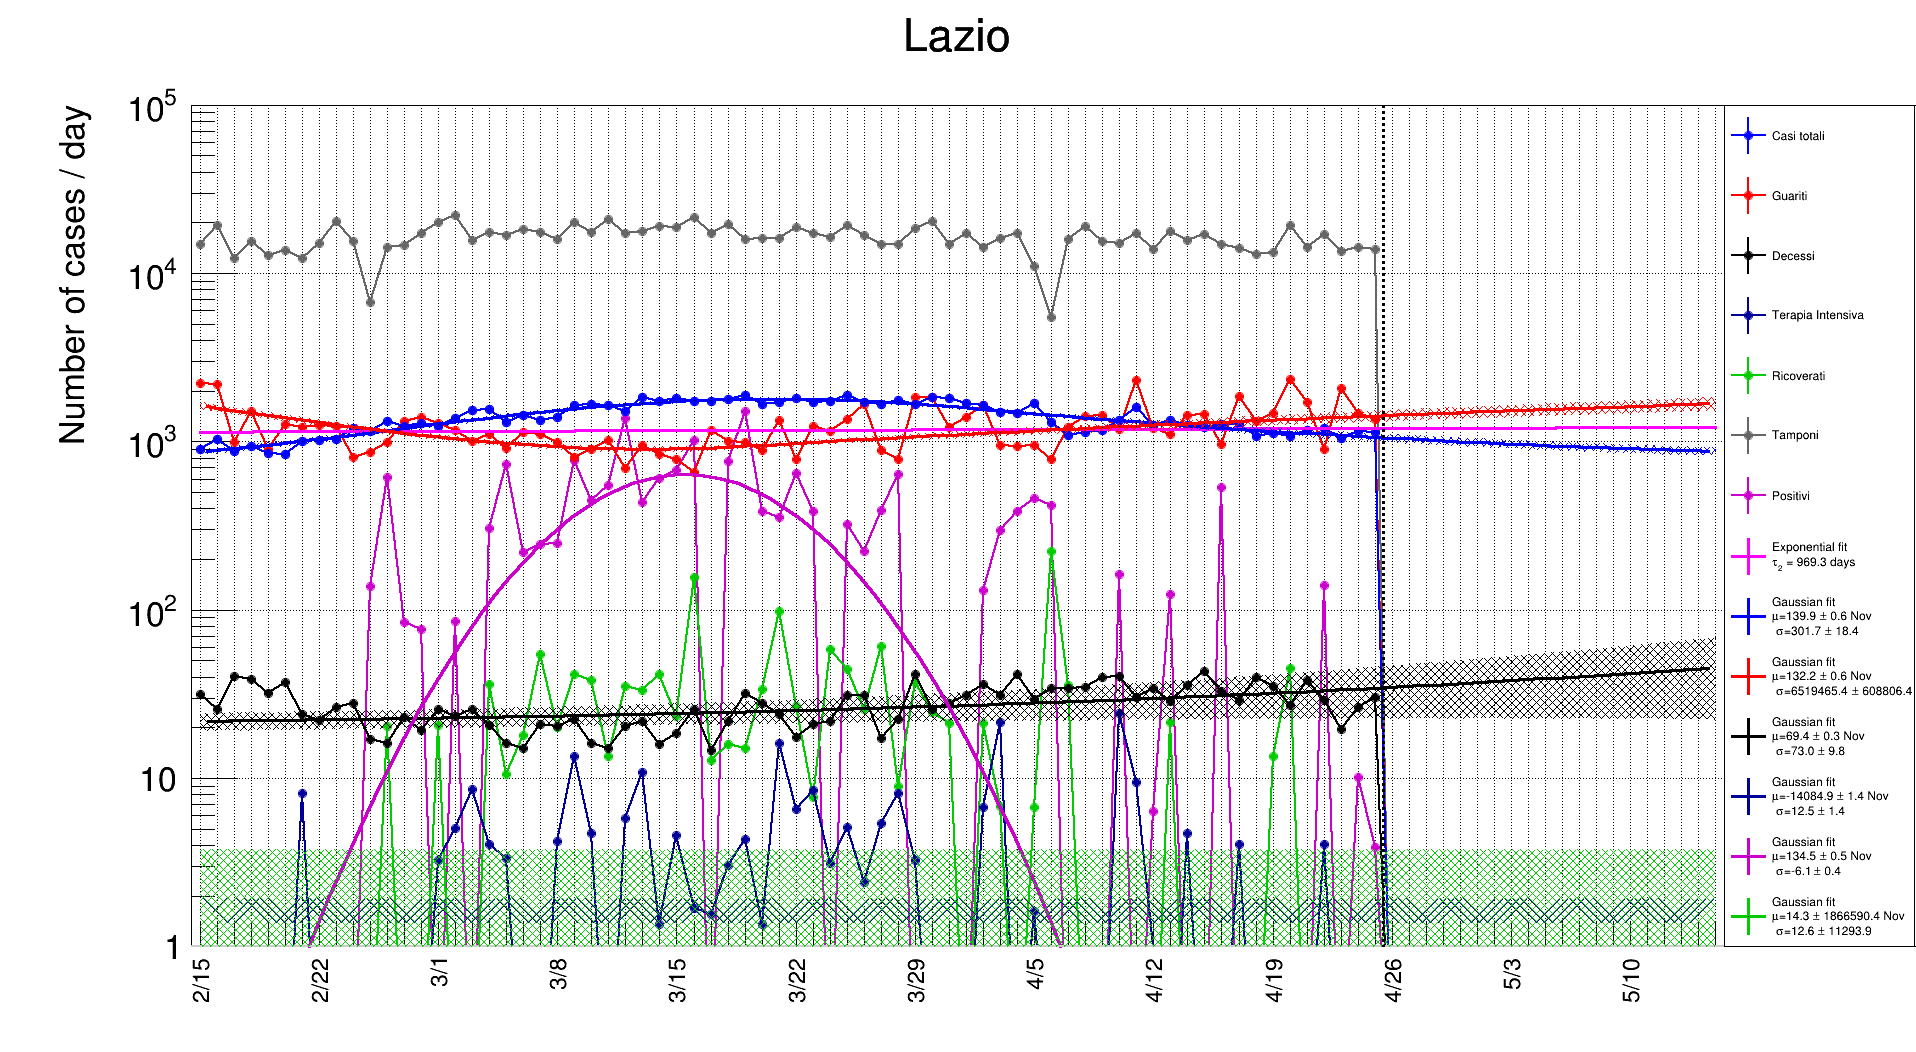 Lazio
Number of cases / day
10^5
10^4
10^3
10^2
10
1
2/15
2/22
3/1
3/8
3/15
3/22
3/29
4/5
4/12
4/19
4/26
5/3
5/10
Casi totali
Guariti
Decessi
Terapia Intensiva
Ricoverati
Tamponi
Positivi
Exponential fit
τ₂ = 969.3 days
Gaussian fit
μ=139.9 ± 0.6 Nov
σ=301.7 ± 18.4
Gaussian fit
μ=132.2 ± 0.6 Nov
σ=6519465.4 ± 608806.4
Gaussian fit
μ=69.4 ± 0.3 Nov
σ=73.0 ± 9.8
Gaussian fit
μ=-14084.9 ± 1.4 Nov
σ=12.5 ± 1.4
Gaussian fit
μ=134.5 ± 0.5 Nov
σ=-6.1 ± 0.4
Gaussian fit
μ=14.3 ± 1866590.4 Nov
σ=12.6 ± 11293.9